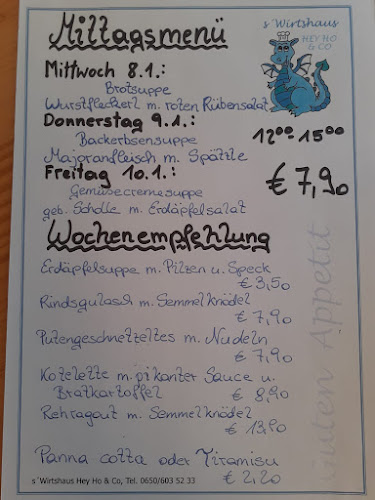 Mittagsmenü
s´Wirtshaus
HEY HO
& CO
Mittwoch 8.1.:
Brotsuppe
Wurstfleckerl m. roten Rübensalat
Donnerstag 9.1.:
Backerbsensuppe
12⁰⁰-15⁰⁰
Majoranfleisch m. Spätzle
Freitag 10.1.:
€ 7,90
Gemüsecremesuppe
geb. Scholle m. Erdäpfelsalat
Wochenempfehlung
Erdäpfelsuppe m. Pilzen u. Speck
€ 3,50
Rindsgulasch m. Semmelknödel
€ 7,90
Putengeschnetzeltes m. Nudeln
€ 7,90
Kotelette m. pikanter Sauce u.
Bratkartoffel € 8,90
Rehragout m. Semmelknödel
€ 13,90
Panna cotta oder Tiramisu
€ 2,20
s´Wirtshaus Hey Ho & Co, Tel. 0650/603 52 33
Guten Appetit